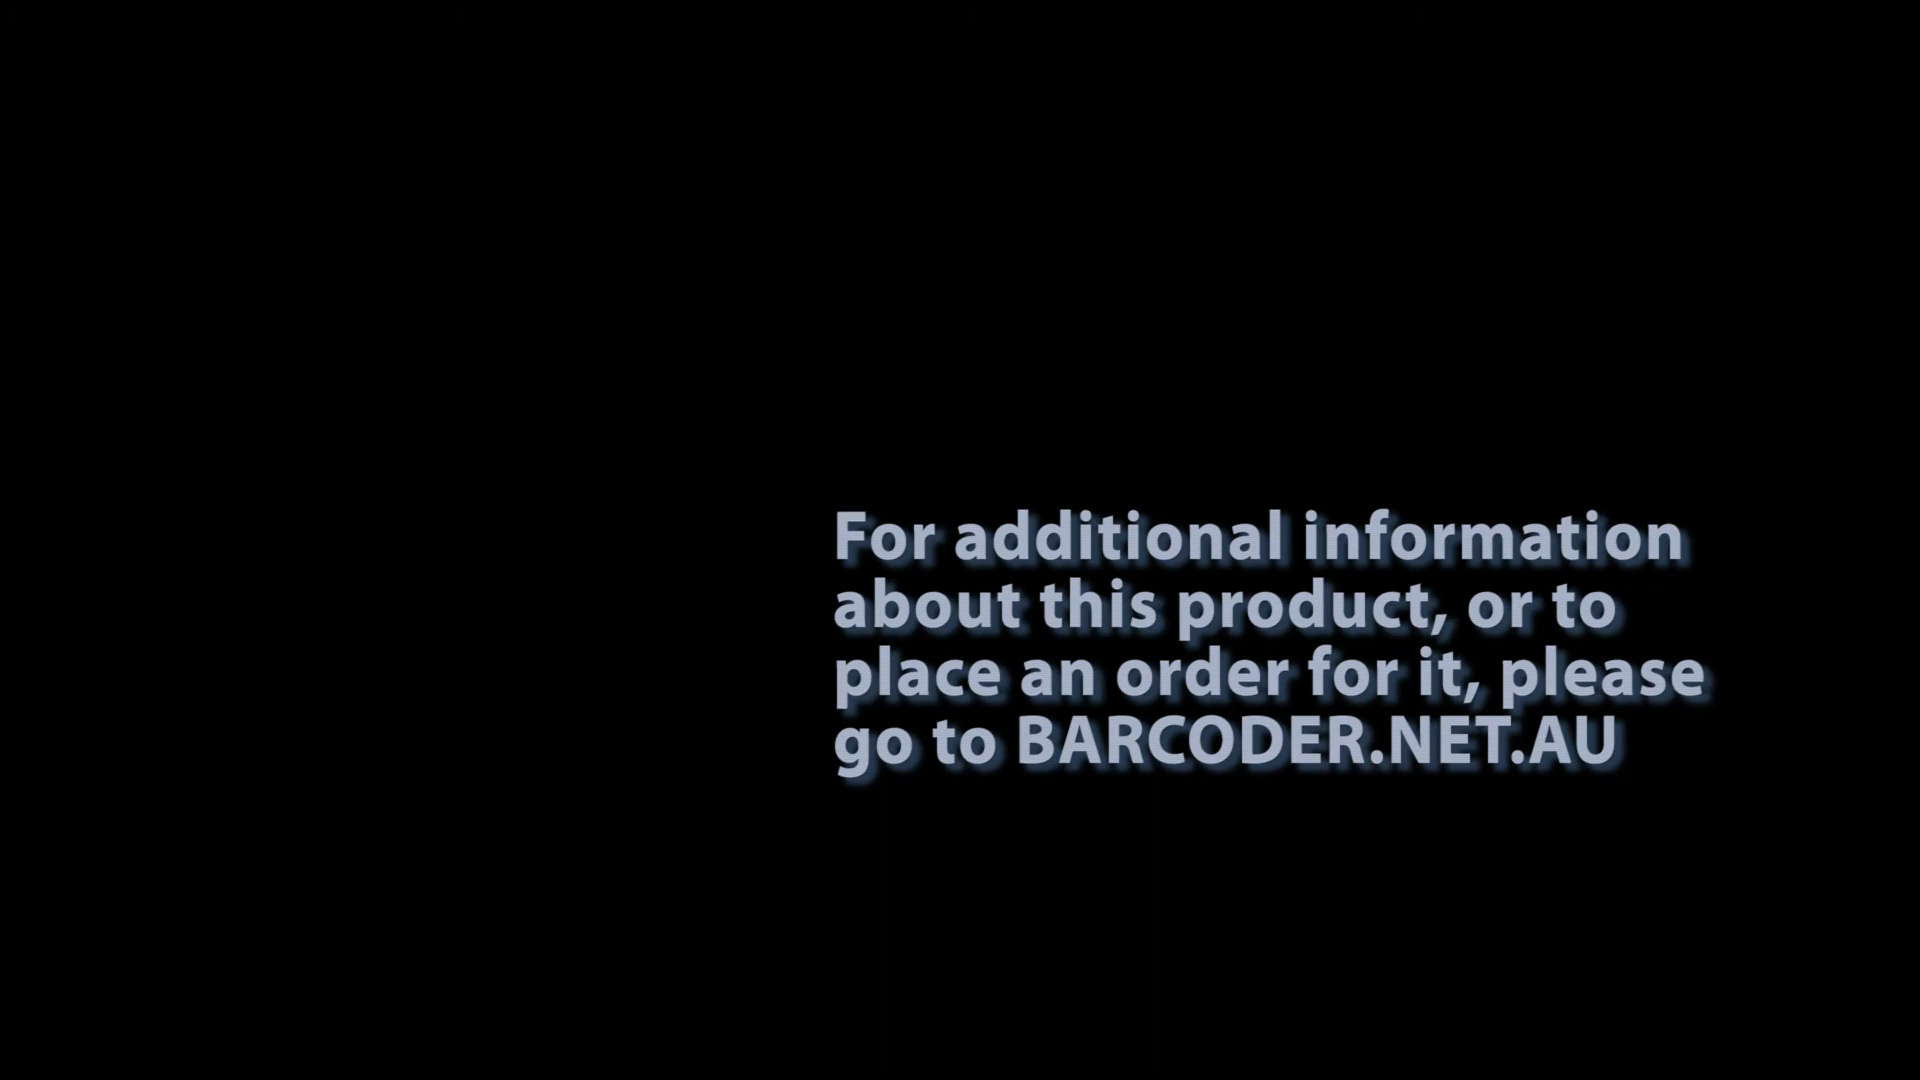 For additional information
about this product, or to
place an order for it, please
go to BARCODER.NET.AU